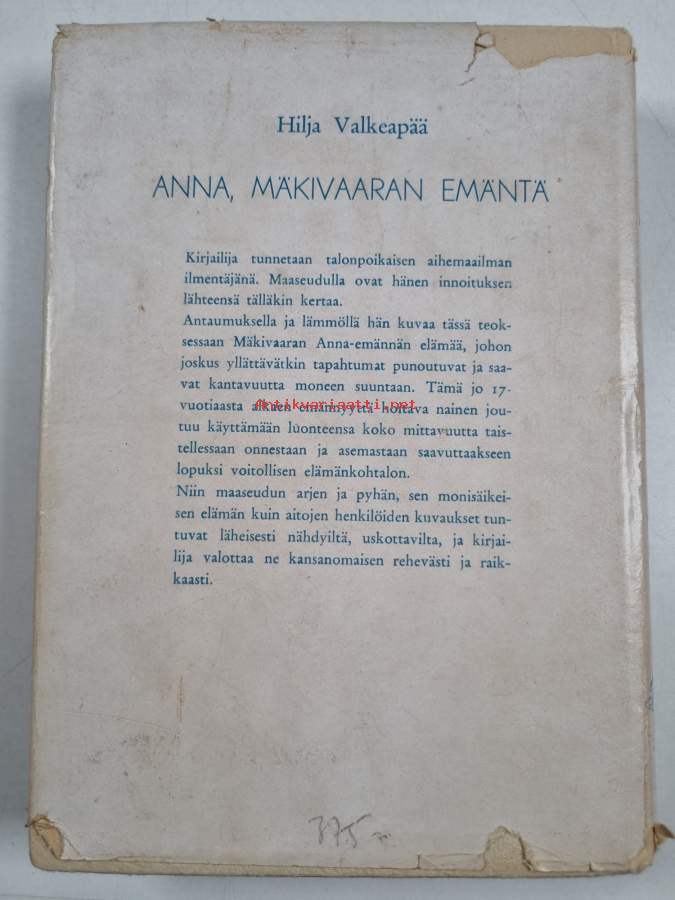 Hilja Valkeapää
ANNA, MÄKIVAARAN EMÄNTÄ
Kirjailija tunnetaan talonpoikaisen aihemaailman
ilmentäjänä. Maaseudulla ovat hänen innoituksen
lähteensä tälläkin kertaa.
Antaumuksella ja lämmöllä hän kuvaa tässä teok-
sessaan Mäkivaaran Anna-emännän elämää, johon
joskus yllättävätkin tapahtumat punoutuvat ja saa-
vat kantavuutta moneen suuntaan. Tämä jo 17-
vuotiaasta alkaen emännyyttä hoitava nainen jou-
Antikvariaatti.net
tuu käyttämään luonteensa koko mittavuutta tais-
tellessaan onnestaan ja asemastaan saavuttaakseen
lopuksi voitollisen elämänkohtalon.
Niin maaseudun arjen ja pyhän, sen monisäikei-
sen elämän kuin aitojen henkilöiden kuvaukset tun-
tuvat läheisesti nähdyiltä, uskottavilta, ja kirjai-
lija valottaa ne kansanomaisen rehevästi ja raik-
kaasti.
375